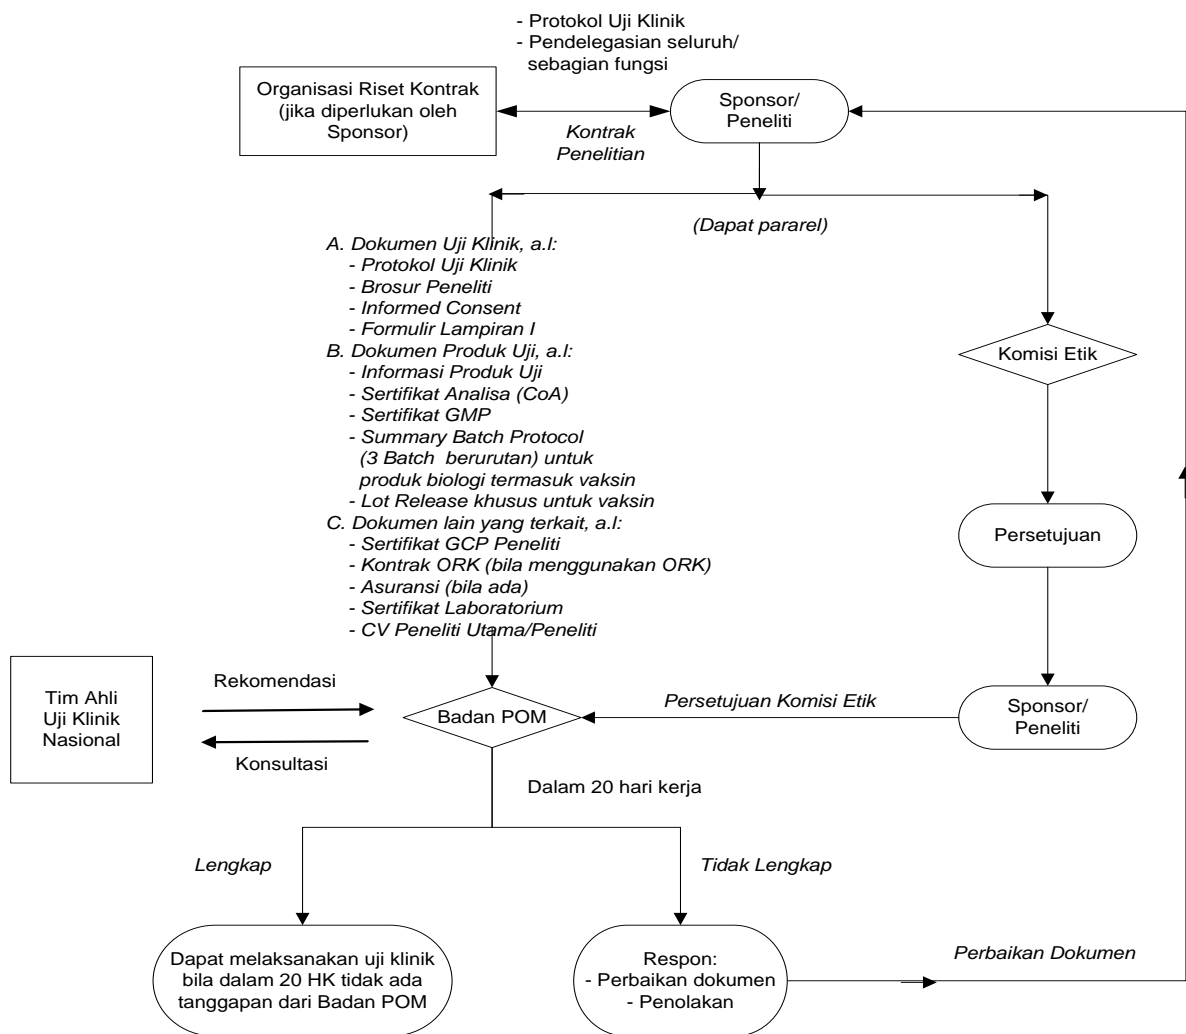 - Protokol Uji Klinik
- Pendelegasian seluruh/
sebagian fungsi
Organisasi Riset Kontrak
(jika diperlukan oleh
Sponsor)
Sponsor/
Peneliti
Kontrak
Penelitian
(Dapat pararel)
A. Dokumen Uji Klinik, a.l:
- Protokol Uji Klinik
- Brosur Peneliti
- Informed Consent
- Formulir Lampiran I
B. Dokumen Produk Uji, a.l:
- Informasi Produk Uji
- Sertifikat Analisa (CoA)
- Sertifikat GMP
- Summary Batch Protocol
(3 Batch berurutan) untuk
produk biologi termasuk vaksin
- Lot Release khusus untuk vaksin
C. Dokumen lain yang terkait, a.l:
- Sertifikat GCP Peneliti
- Kontrak ORK (bila menggunakan ORK)
- Asuransi (bila ada)
- Sertifikat Laboratorium
- CV Peneliti Utama/Peneliti
Komisi Etik
Persetujuan
Sponsor/
Peneliti
Persetujuan Komisi Etik
Badan POM
Tim Ahli
Uji Klinik
Nasional
Rekomendasi
Konsultasi
Dalam 20 hari kerja
Lengkap
Tidak Lengkap
Dapat melaksanakan uji klinik
bila dalam 20 HK tidak ada
tanggapan dari Badan POM
Respon:
- Perbaikan dokumen
- Penolakan
Perbaikan Dokumen